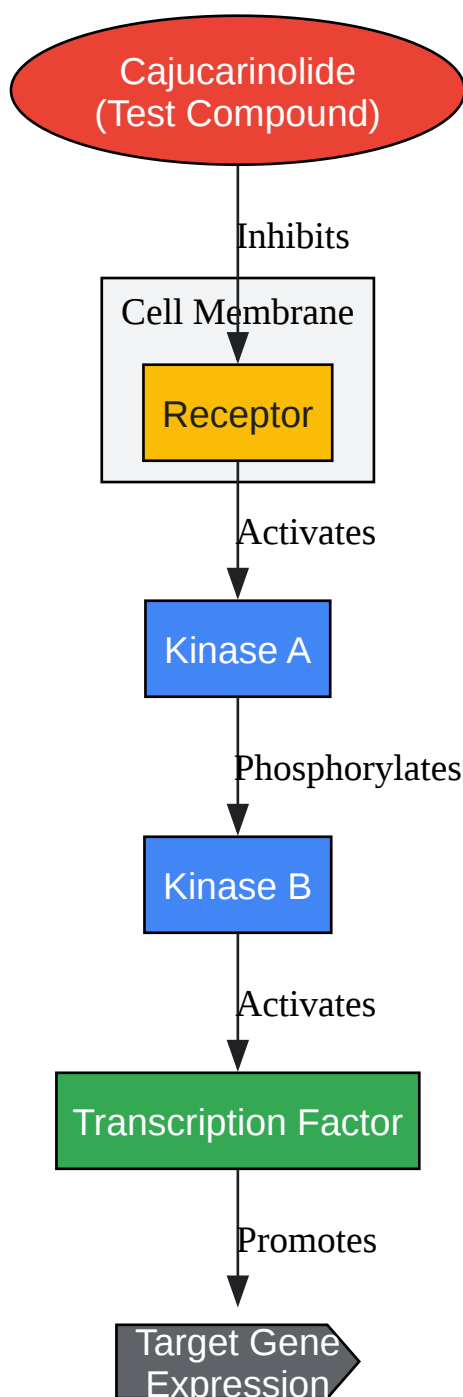 Cajucarinolide
(Test Compound)
Inhibits
Cell Membrane
Receptor
Activates
Kinase A
Phosphorylates
Kinase B
Activates
Transcription Factor
Promotes
Target Gene
Expression